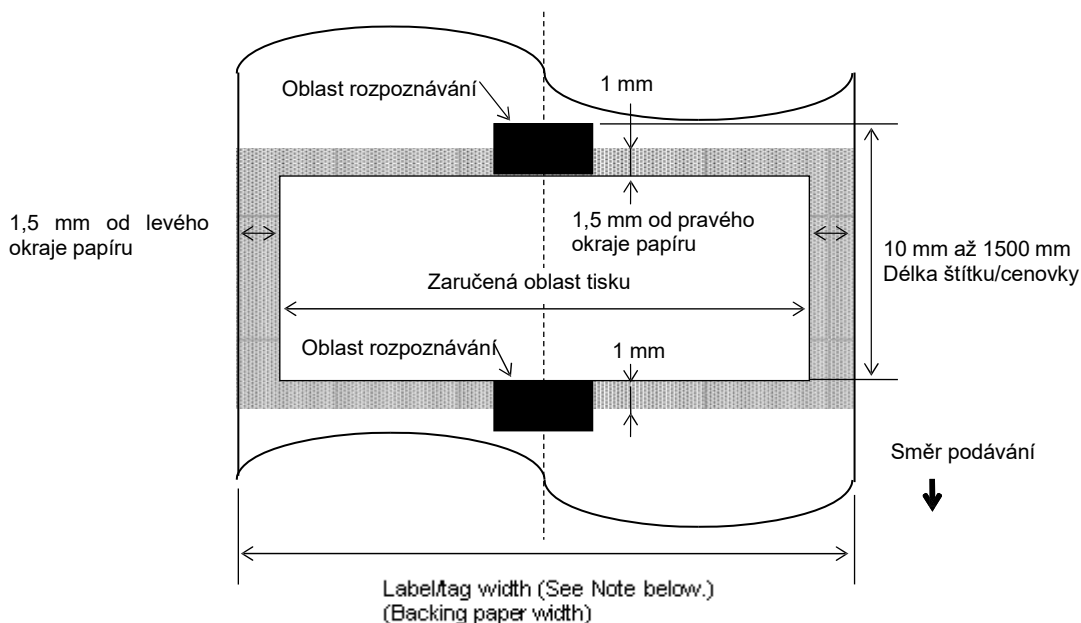 Oblast rozpoznávání
1 mm
1,5 mm od levého
okraje papíru
1,5 mm od pravého
okraje papíru
10 mm až 1500 mm
Délka štítku/cenovky
Zaručená oblast tisku
Oblast rozpoznávání
1 mm
Směr podávání
Label/tag width (See Note below.)
(Backing paper width)